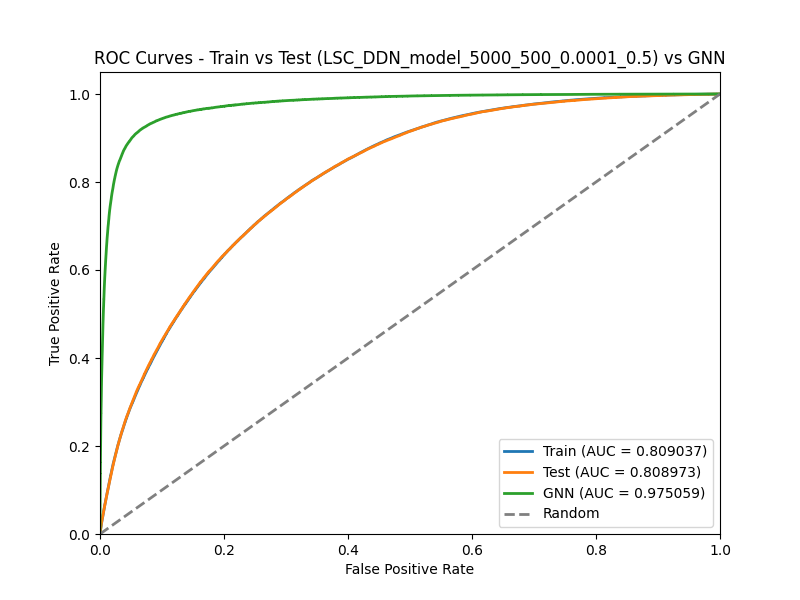 ROC Curves - Train vs Test (LSC_DDN_model_5000_500_0.0001_0.5) vs GNN
True Positive Rate
1.0
0.8
0.6
0.4
0.2
0.0
Train (AUC = 0.809037)
Test (AUC = 0.808973)
GNN (AUC = 0.975059)
Random
0.0 0.2 0.4 0.6 0.8 1.0
False Positive Rate